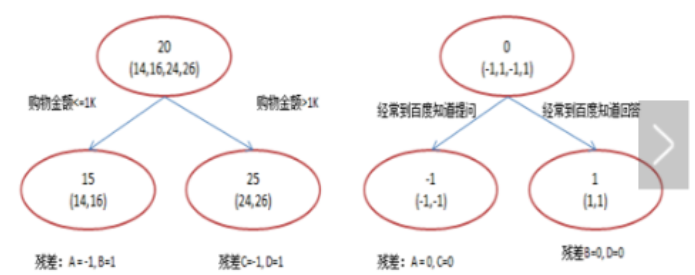 20
(14,16,24,26)
购物金额<=1K
购物金额>1K
15
(14,16)
25
(24,26)
残差：A=-1,B=1
残差C=-1,D=1
0
(-1,1,-1,1)
经常到百度知道提问
经常到百度知道回答
-1
(-1,-1)
1
(1,1)
残差：A=0,C=0
残差B=0,D=0